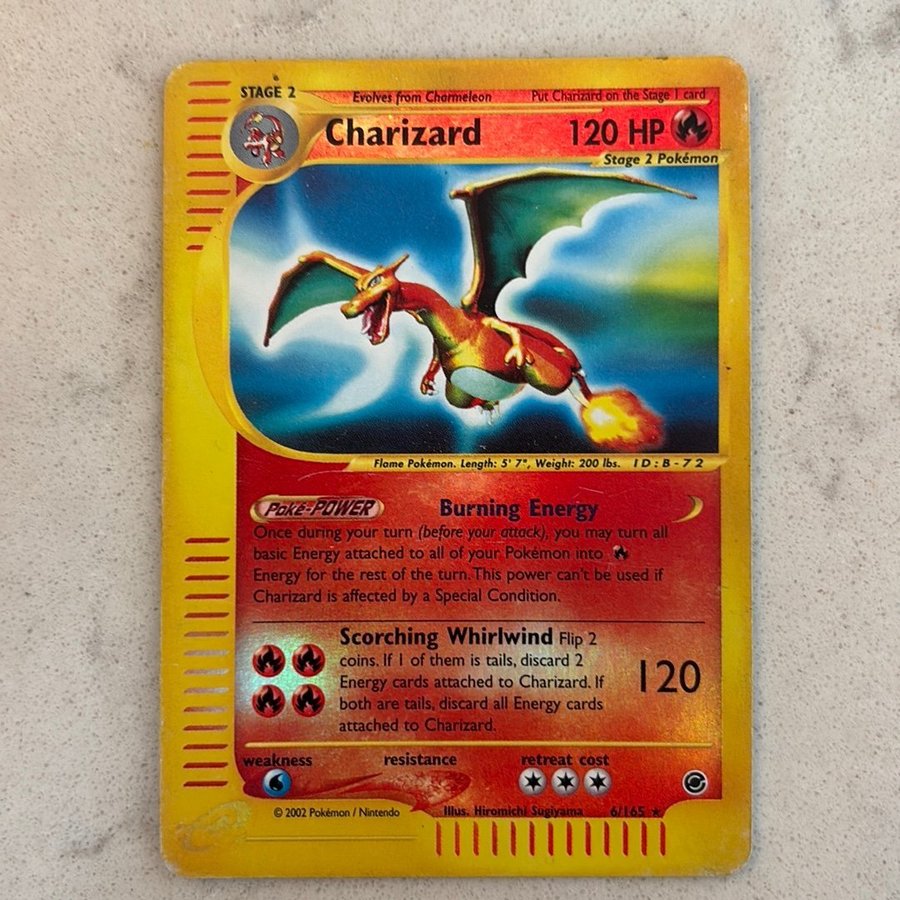 STAGE 2 Evolves from Charmeleon Put Charizard on the Stage 1 card
Charizard 120 HP
Stage 2 Pokémon
Flame Pokémon. Length: 5' 7", Weight: 200 lbs. ID:B-72
Poké-POWER Burning Energy
Once during your turn (before your attack), you may turn all
basic Energy attached to all of your Pokémon into
Energy for the rest of the turn. This power can't be used if
Charizard is affected by a Special Condition.
Scorching Whirlwind Flip 2
coins. If 1 of them is tails, discard 2
Energy cards attached to Charizard. If
both are tails, discard all Energy cards
attached to Charizard.
120
weakness resistance retreat cost
© 2002 Pokémon / Nintendo Illus. Hiromichi Sugiyama 6/165 ★